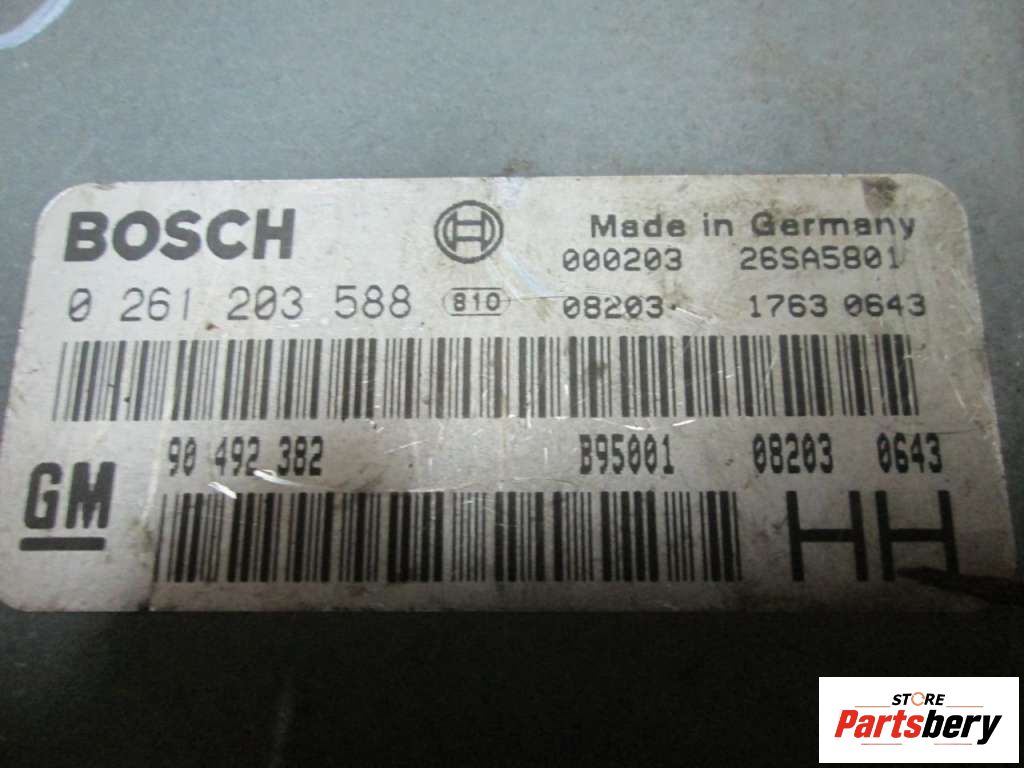 BOSCH Made in Germany
000203 26SA5801
0 261 203 588 810 08203 1763 0643
90 492 382 B95001 08203 0643
GM HH
STORE
Partsbery